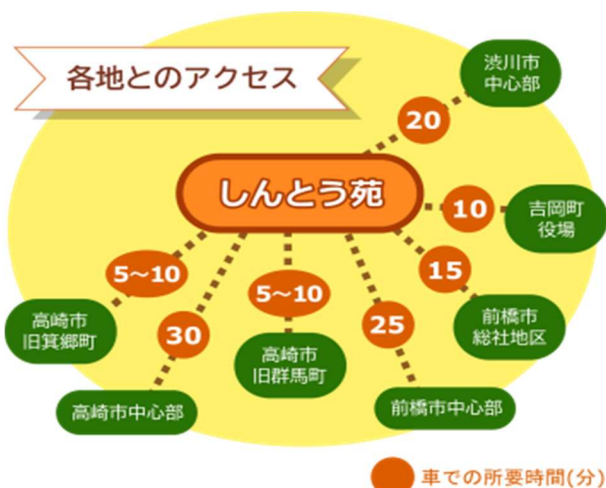 各地とのアクセス
渋川市
中心部
20
しんとう苑
10
吉岡町
役場
15
前橋市
総社地区
5～10
高崎市
旧箕郷町
30
高崎市中心部
5～10
高崎市
旧群馬町
25
前橋市中心部
車での所要時間(分)